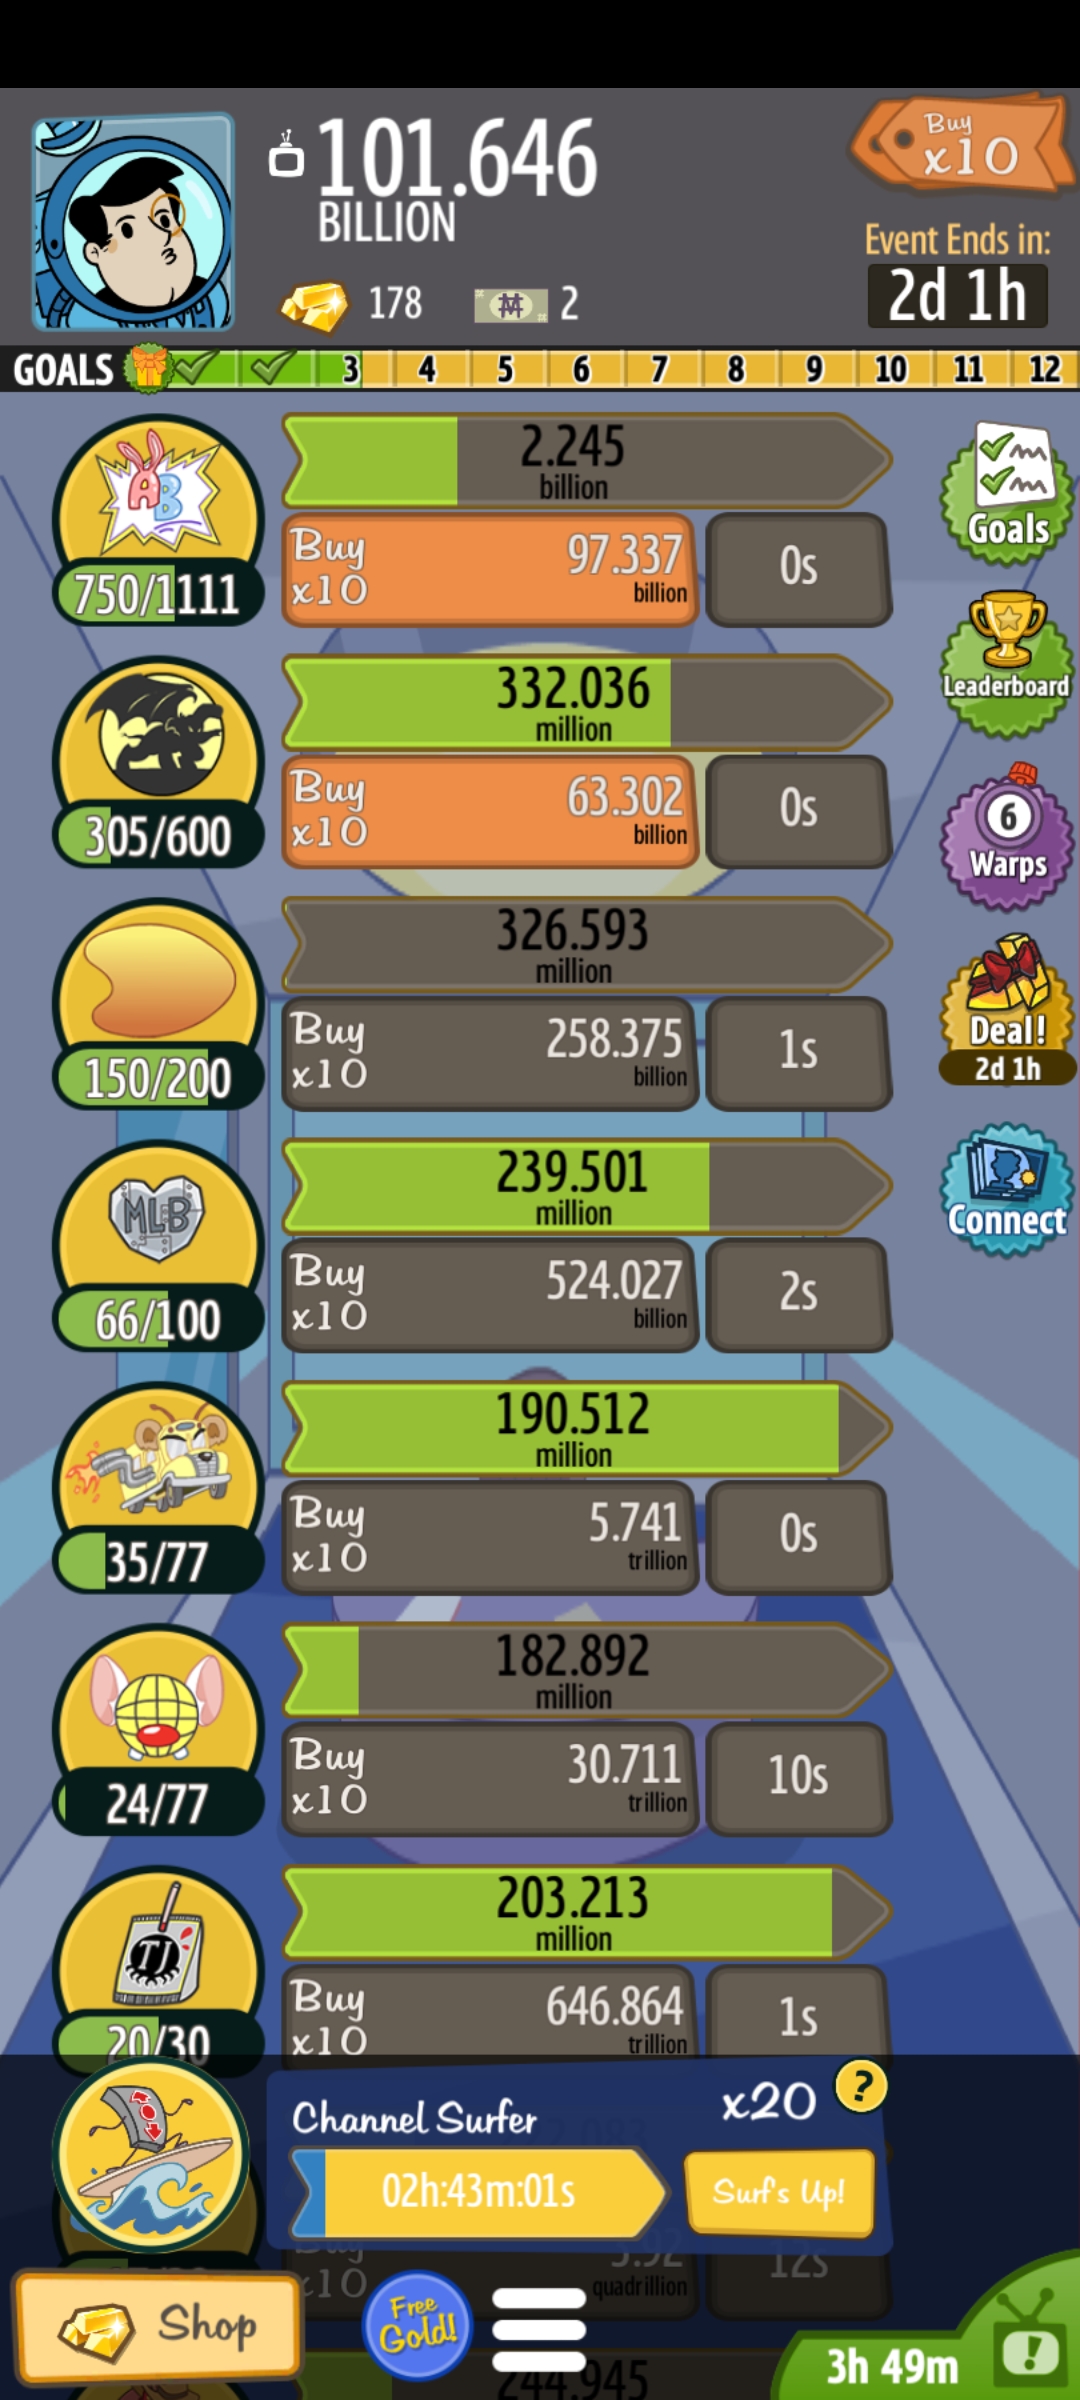 101.646
BILLION
Buy
x10
Event Ends in:
2d 1h
178
2
GOALS
3 4 5 6 7 8 9 10 11 12
AB
750/1111
2.245
billion
Buy
x10
97.337
billion
0s
Goals
305/600
332.036
million
Buy
x10
63.302
billion
0s
Leaderboard
6
Warps
150/200
326.593
million
Buy
x10
258.375
billion
1s
Deal!
2d 1h
MLB
66/100
239.501
million
Buy
x10
524.027
billion
2s
Connect
35/77
190.512
million
Buy
x10
5.741
trillion
0s
24/77
182.892
million
Buy
x10
30.711
trillion
10s
TJ
20/30
203.213
million
Buy
x10
646.864
trillion
1s
Channel Surfer
x20
?
02h:43m:01s
Surf's Up!
Buy
x10
3.92
quadrillion
12s
Shop
Free
Gold!
244.945
3h 49m
!